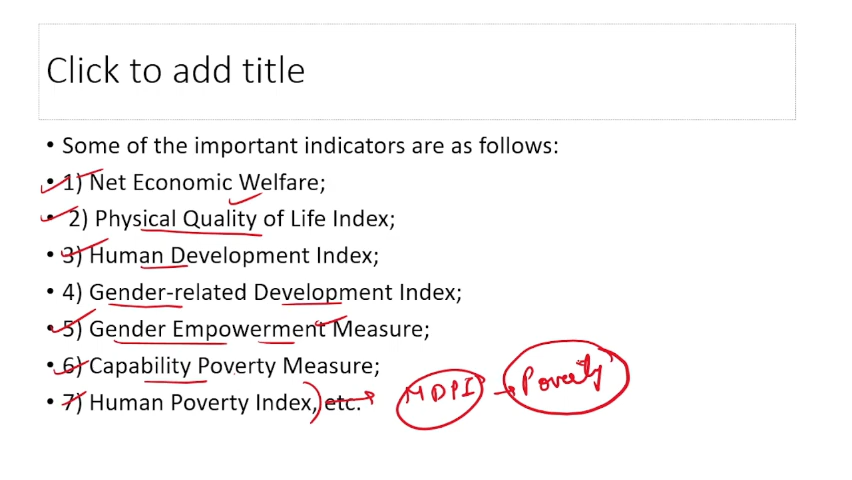 Click to add title
• Some of the important indicators are as follows:
• 1) Net Economic Welfare;
• 2) Physical Quality of Life Index;
• 3) Human Development Index;
• 4) Gender-related Development Index;
• 5) Gender Empowerment Measure;
• 6) Capability Poverty Measure;
• 7) Human Poverty Index, etc. → MDPI → Poverty